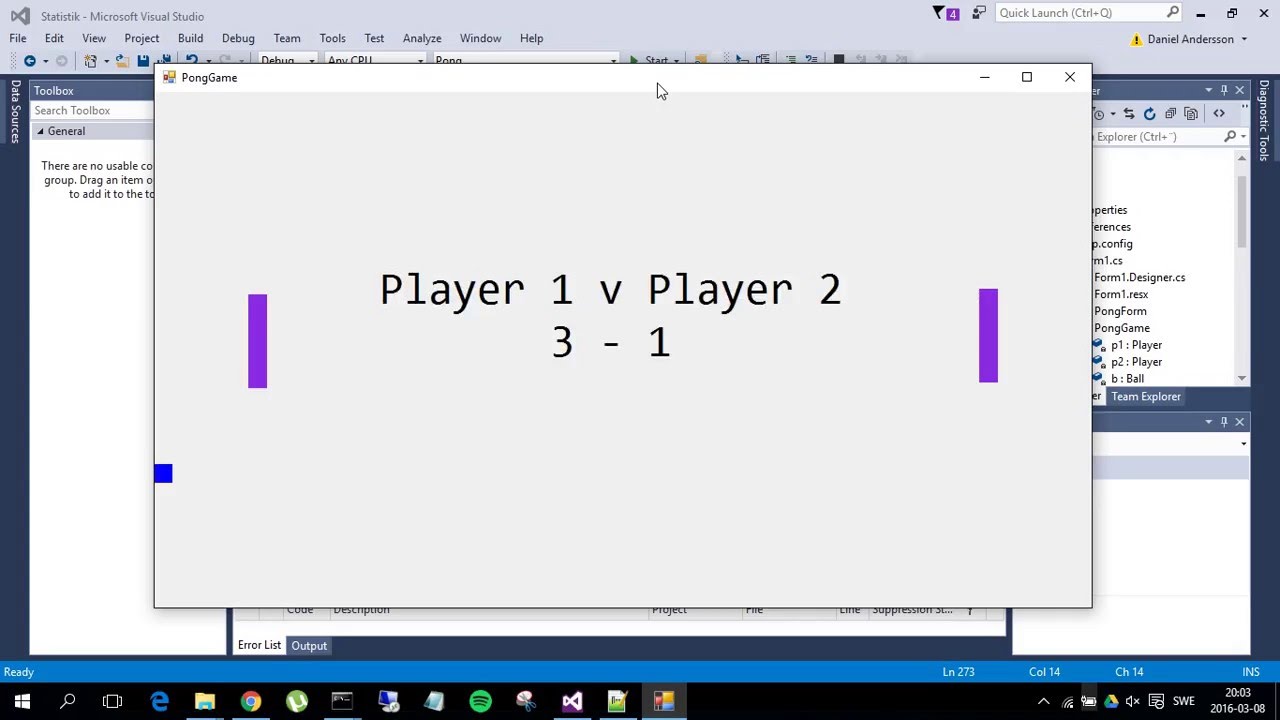 Statistik - Microsoft Visual Studio
4
Quick Launch (Ctrl+Q)
File Edit View Project Build Debug Team Tools Test Analyze Window Help
Daniel Andersson
Debug Any CPU Pong Start
PongGame
Data Sources
Toolbox
Search Toolbox
General
There are no usable co
group. Drag an item o
to add it to the to
Player 1 v Player 2
3 - 1
er
Explorer (Ctrl+¨)
operties
erences
p.config
rm1.cs
Form1.Designer.cs
Form1.resx
PongForm
PongGame
p1 : Player
p2 : Player
b : Ball
er Team Explorer
Diagnostic Tools
Code Description Project File Line Suppression St...
Error List Output
Ready Ln 273 Col 14 Ch 14 INS
SWE
20:03
2016-03-08